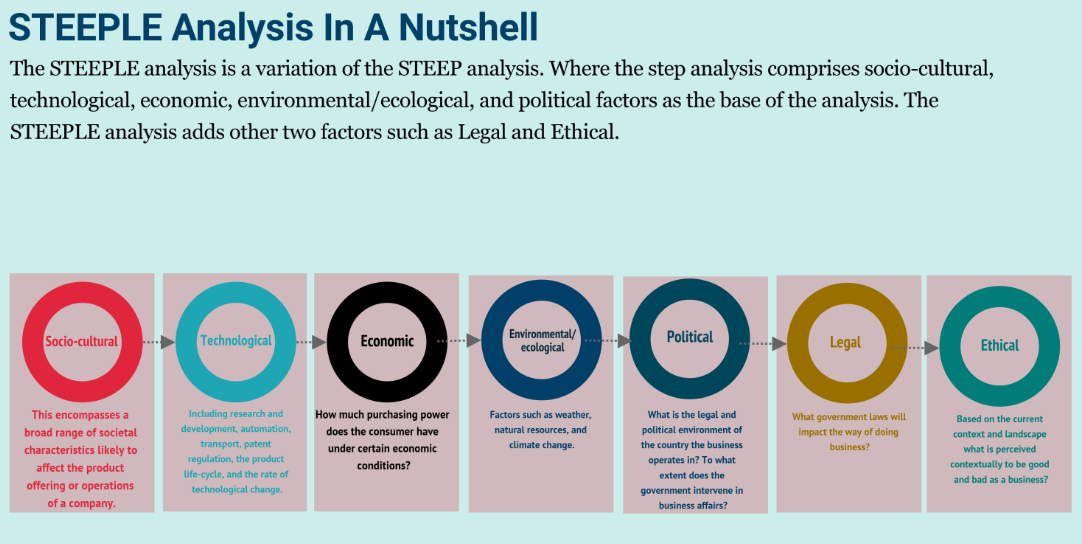 STEEPLE Analysis In A Nutshell
The STEEPLE analysis is a variation of the STEEP analysis. Where the step analysis comprises socio-cultural,
technological, economic, environmental/ecological, and political factors as the base of the analysis. The
STEEPLE analysis adds other two factors such as Legal and Ethical.
Socio-cultural
This encompasses a
broad range of societal
characteristics likely to
affect the product
offering or operations
of a company.
Technological
Including research and
development, automation,
transport, patent
regulation, the product
life-cycle, and the rate of
technological change.
Economic
How much purchasing power
does the consumer have
under certain economic
conditions?
Environmental/
ecological
Factors such as weather,
natural resources, and
climate change.
Political
What is the legal and
political environment of
the country the business
operates in? To what
extent does the
government intervene in
business affairs?
Legal
What government laws will
impact the way of doing
business?
Ethical
Based on the current
context and landscape
what is perceived
contextually to be good
and bad as a business?